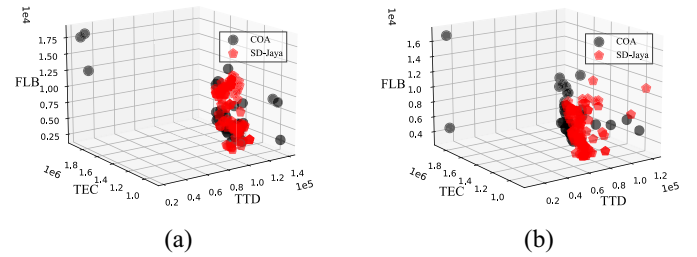 1e4
1.75
1.50
1.25
1.00
0.75
0.50
0.25
FLB
COA
SD-Jaya
1.8
1.6
1.4
1.2
1.0
1e6
TEC
0.2
0.4
0.6
0.8
1.0
1.2
1.4
1e5
TTD
(a)
1e4
1.6
1.4
1.2
1.0
0.8
0.6
0.4
FLB
COA
SD-Jaya
1.8
1.6
1.4
1.2
1.0
1e6
TEC
0.2
0.4
0.6
0.8
1.0
1.2
1e5
TTD
(b)